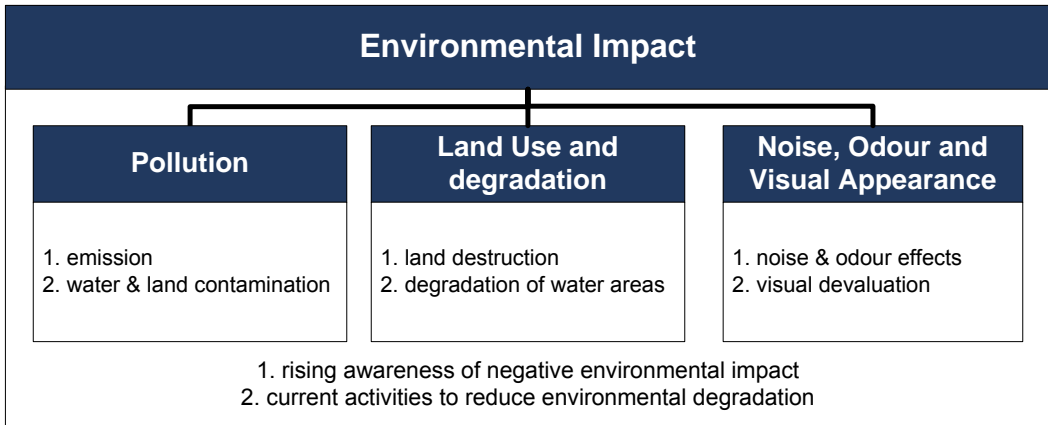 Environmental Impact
Pollution
1. emission
2. water & land contamination
Land Use and
degradation
1. land destruction
2. degradation of water areas
Noise, Odour and
Visual Appearance
1. noise & odour effects
2. visual devaluation
1. rising awareness of negative environmental impact
2. current activities to reduce environmental degradation